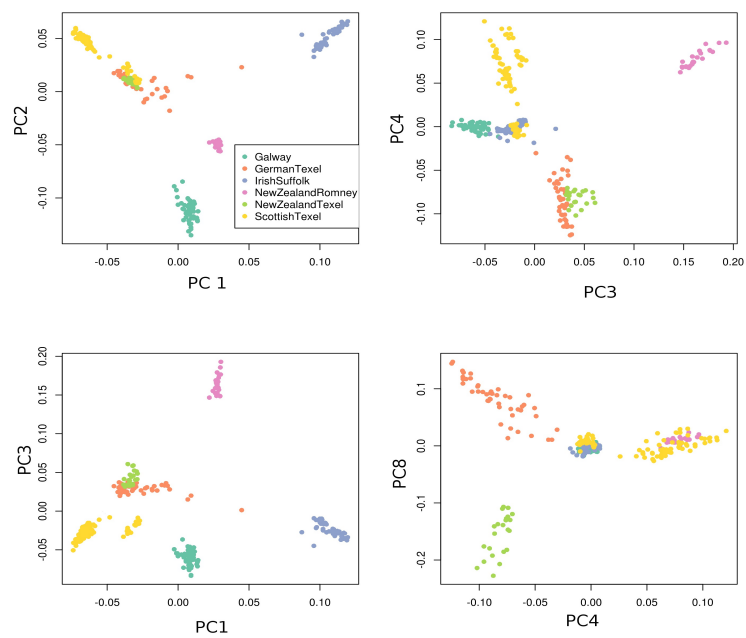 0.05
0.00
-0.05
-0.10
PC2
-0.05
0.00
0.05
0.10
PC 1
Galway
GermanTexel
IrishSuffolk
NewZealandRomney
NewZealandTexel
ScottishTexel
0.10
0.05
0.00
-0.05
-0.10
PC4
-0.05
0.00
0.05
0.10
0.15
0.20
PC3
0.20
0.15
0.10
0.05
0.00
-0.05
PC3
-0.05
0.00
0.05
0.10
PC1
0.1
0.0
-0.1
-0.2
PC8
-0.10
-0.05
0.00
0.05
0.10
PC4